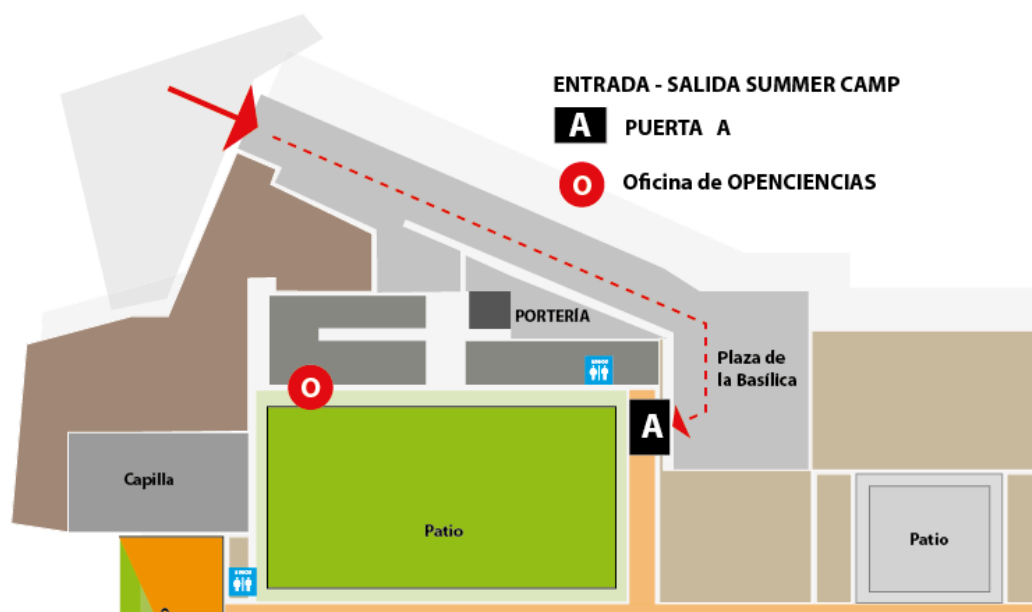 ENTRADA - SALIDA SUMMER CAMP
A PUERTA A
O Oficina de OPENCIENCIAS
PORTERÍA
Plaza de
la Basílica
O
A
Capilla
Patio
Patio